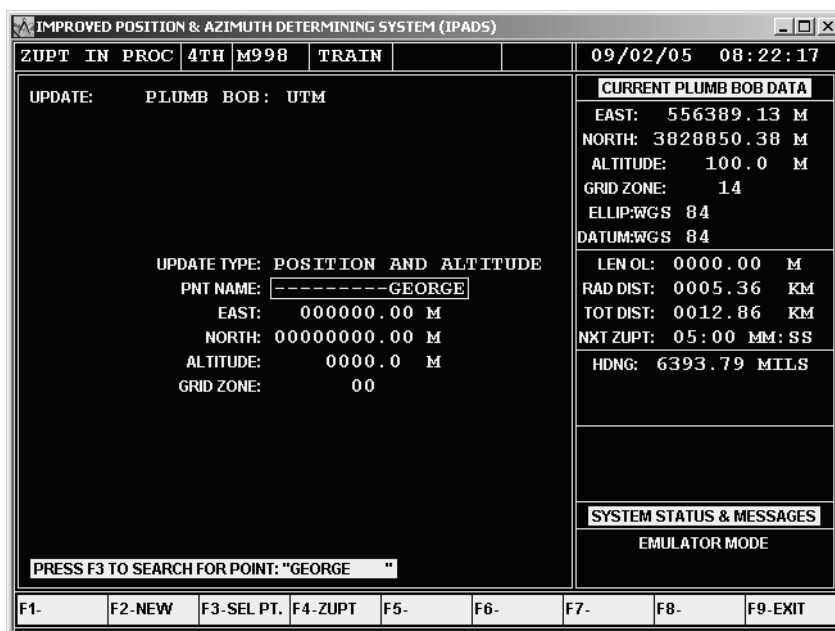 IMPROVED POSITION & AZIMUTH DETERMINING SYSTEM (IPADS)
ZUPT IN PROC 4TH M998 TRAIN 09/02/05 08:22:17
UPDATE: PLUMB BOB: UTM
UPDATE TYPE: POSITION AND ALTITUDE
PNT NAME: ---------GEORGE
EAST: 000000.00 M
NORTH: 00000000.00 M
ALTITUDE: 0000.0 M
GRID ZONE: 00
PRESS F3 TO SEARCH FOR POINT: "GEORGE "
CURRENT PLUMB BOB DATA
EAST: 556389.13 M
NORTH: 3828850.38 M
ALTITUDE: 100.0 M
GRID ZONE: 14
ELLIP:WGS 84
DATUM:WGS 84
LEN OL: 0000.00 M
RAD DIST: 0005.36 KM
TOT DIST: 0012.86 KM
NXT ZUPT: 05:00 MM:SS
HDNG: 6393.79 MILS
SYSTEM STATUS & MESSAGES
EMULATOR MODE
F1- F2-NEW F3-SEL PT. F4-ZUPT F5- F6- F7- F8- F9-EXIT